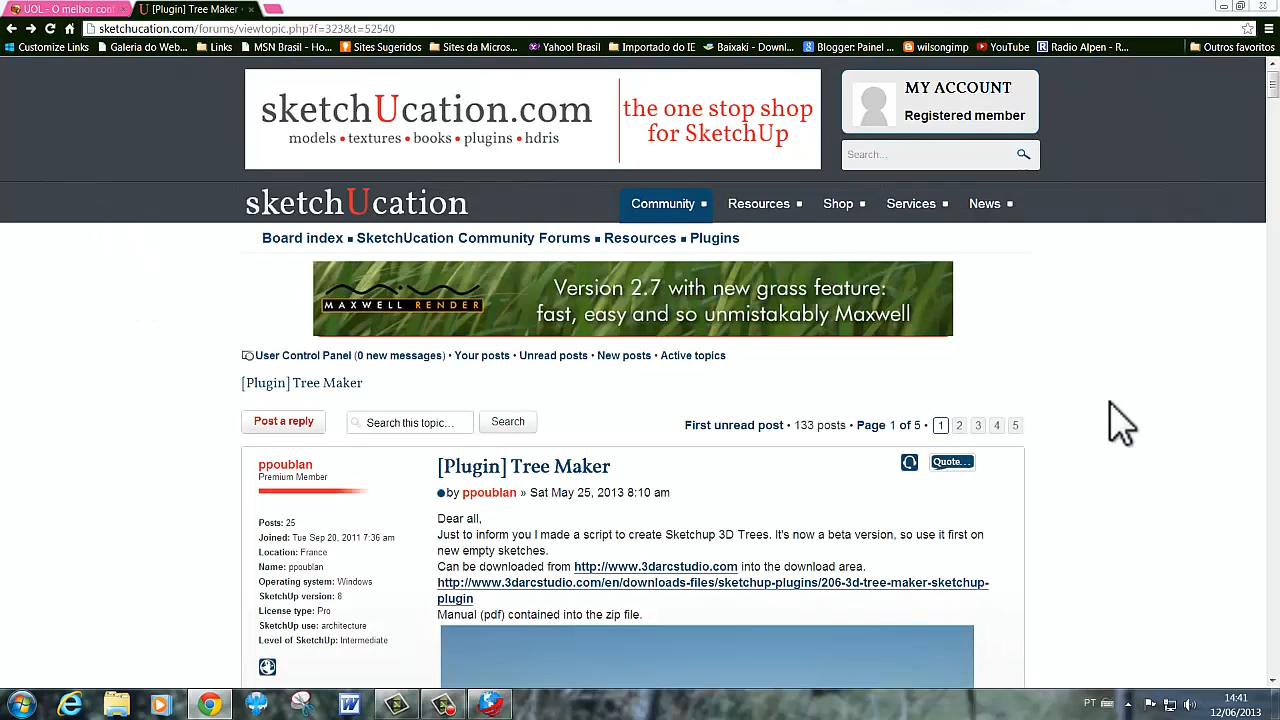 UOL - O melhor cont
[Plugin] Tree Maker
sketchucation.com/forums/viewtopic.php?f=323&t=52540
Customize Links Galeria do Web... Links MSN Brasil - Ho... Sites Sugeridos Sites da Micros... Yahoo! Brasil Importado do IE Baixaki - Downl... Blogger: Painel ... wilsongimp YouTube Radio Alpen - R... Outros favoritos
sketchUcation.com
models • textures • books • plugins • hdris
the one stop shop
for SketchUp
MY ACCOUNT
Registered member
Search...
sketchUcation
Community Resources Shop Services News
Board index SketchUcation Community Forums Resources Plugins
MAXWELL RENDER
Version 2.7 with new grass feature:
fast, easy and so unmistakably Maxwell
User Control Panel (0 new messages) • Your posts • Unread posts • New posts • Active topics
[Plugin] Tree Maker
Post a reply Search this topic... Search First unread post • 133 posts • Page 1 of 5 • 1 2 3 4 5
ppoublan
Premium Member
Posts: 25
Joined: Tue Sep 20, 2011 7:36 am
Location: France
Name: ppoublan
Operating system: Windows
SketchUp version: 8
License type: Pro
SketchUp use: architecture
Level of SketchUp: Intermediate
[Plugin] Tree Maker
Quote...
by ppoublan » Sat May 25, 2013 8:10 am
Dear all,
Just to inform you I made a script to create Sketchup 3D Trees. It's now a beta version, so use it first on
new empty sketches.
Can be downloaded from http://www.3darcstudio.com into the download area.
http://www.3darcstudio.com/en/downloads-files/sketchup-plugins/206-3d-tree-maker-sketchup-
plugin
Manual (pdf) contained into the zip file.
PT
14:41
12/06/2013